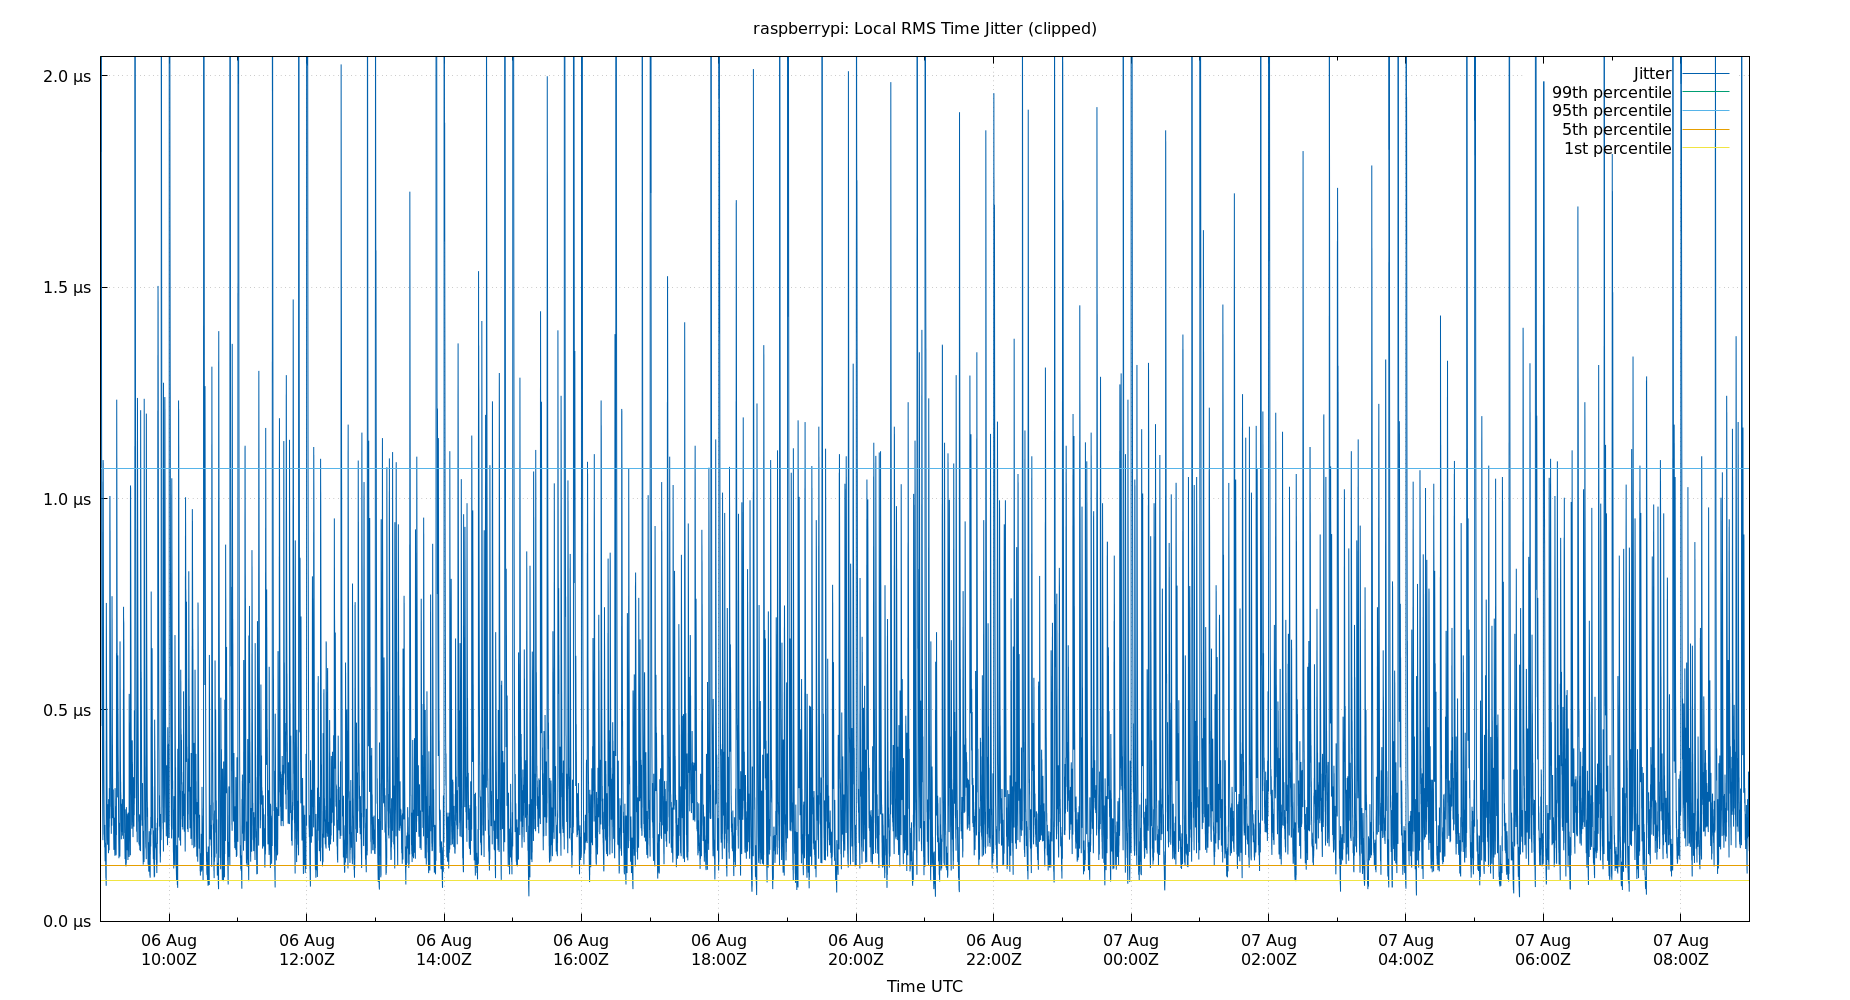 raspberrypi: Local RMS Time Jitter (clipped)
2.0 µs
1.5 µs
1.0 µs
0.5 µs
0.0 µs
Jitter
99th percentile
95th percentile
5th percentile
1st percentile
06 Aug 06 Aug 06 Aug 06 Aug 06 Aug 06 Aug 06 Aug 07 Aug 07 Aug 07 Aug 07 Aug 07 Aug
10:00Z 12:00Z 14:00Z 16:00Z 18:00Z 20:00Z 22:00Z 00:00Z 02:00Z 04:00Z 06:00Z 08:00Z
Time UTC